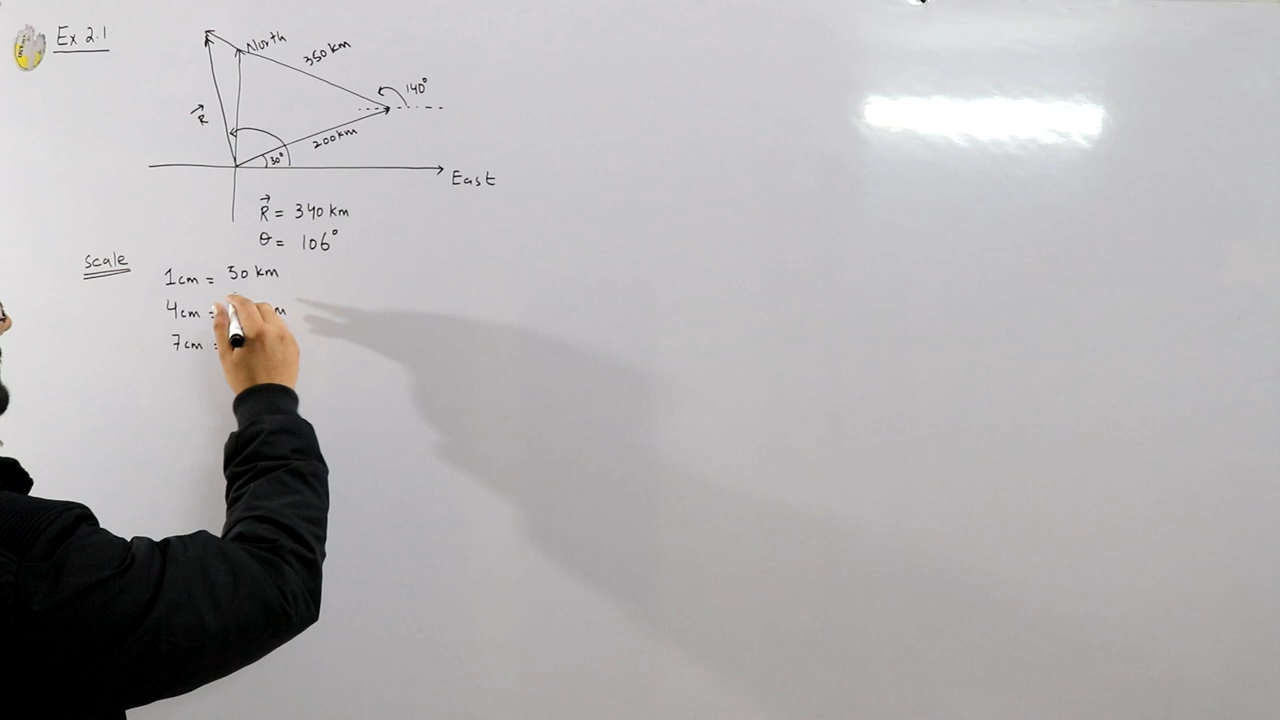 Ex 2.1
North
350 km
140°
R
200 km
30°
East
R = 340 km
θ = 106°
Scale
1cm = 50 km
4cm = m
7cm =